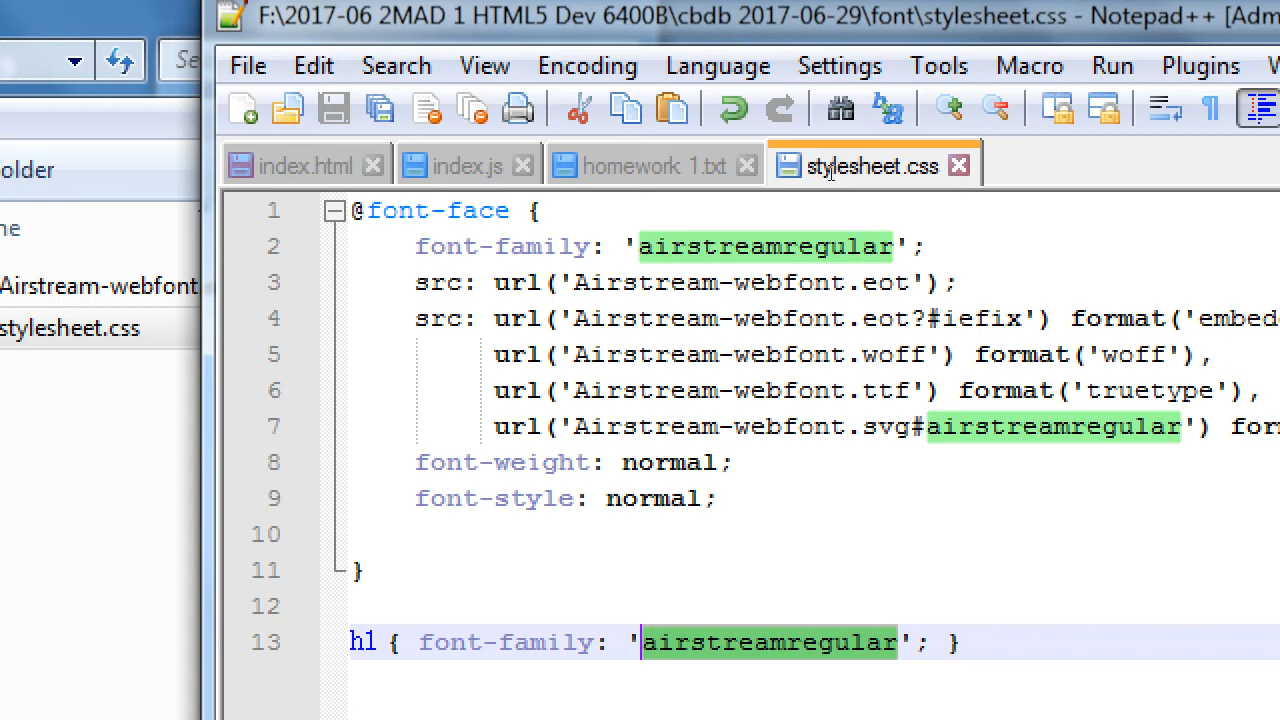 F:\2017-06 2MAD 1 HTML5 Dev 6400B\cbdb 2017-06-29\font\stylesheet.css - Notepad++ [Adm
Se
File Edit Search View Encoding Language Settings Tools Macro Run Plugins W
index.html index.js homework 1.txt stylesheet.css
older
me
Airstream-webfont
stylesheet.css
1 @font-face {
2 font-family: 'airstreamregular';
3 src: url('Airstream-webfont.eot');
4 src: url('Airstream-webfont.eot?#iefix') format('embed
5 url('Airstream-webfont.woff') format('woff'),
6 url('Airstream-webfont.ttf') format('truetype'),
7 url('Airstream-webfont.svg#airstreamregular') for
8 font-weight: normal;
9 font-style: normal;
10
11 }
12
13 h1 { font-family: 'airstreamregular'; }